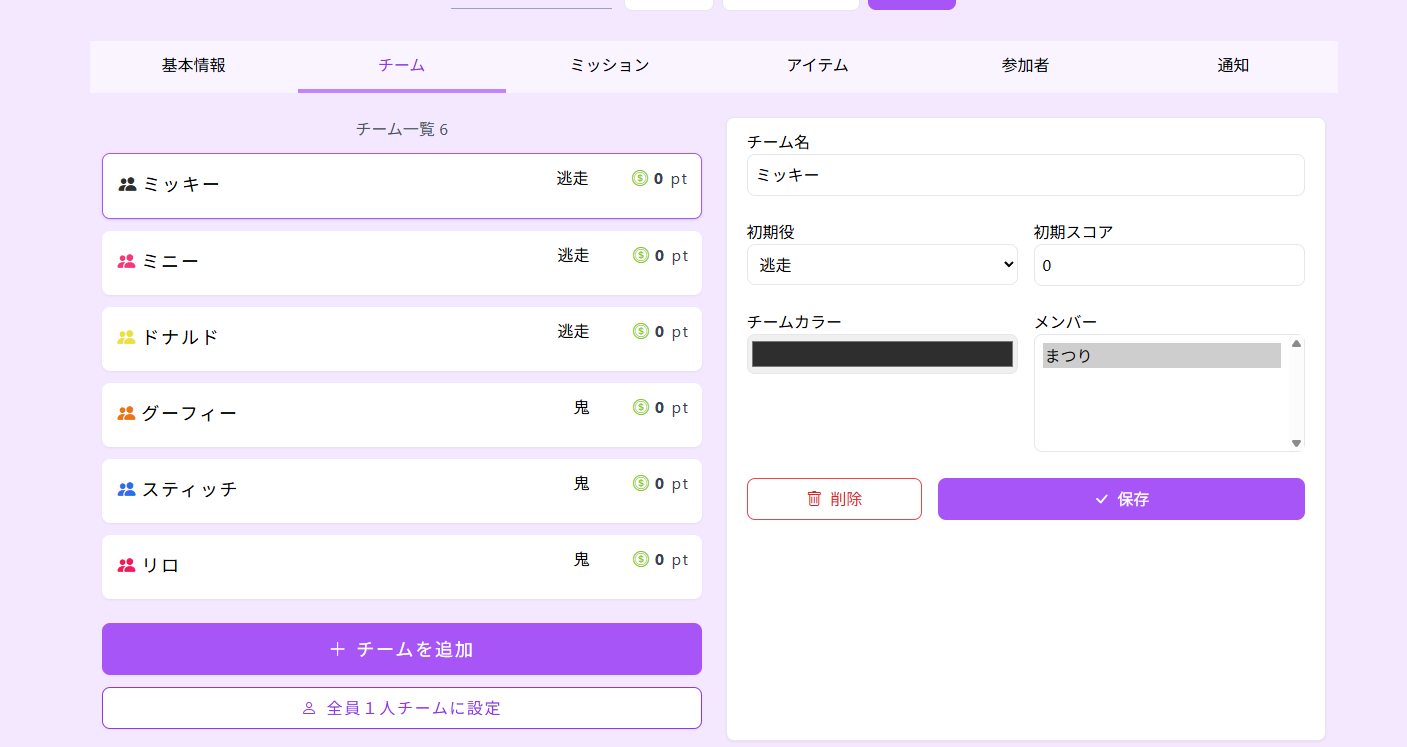 基本情報 チーム ミッション アイテム 参加者 通知
チーム一覧 6
ミッキー 逃走 0 pt
ミニー 逃走 0 pt
ドナルド 逃走 0 pt
グーフィー 鬼 0 pt
スティッチ 鬼 0 pt
リロ 鬼 0 pt
+ チームを追加
全員１人チームに設定
チーム名
ミッキー
初期役 初期スコア
逃走 0
チームカラー メンバー
まつり
削除 保存